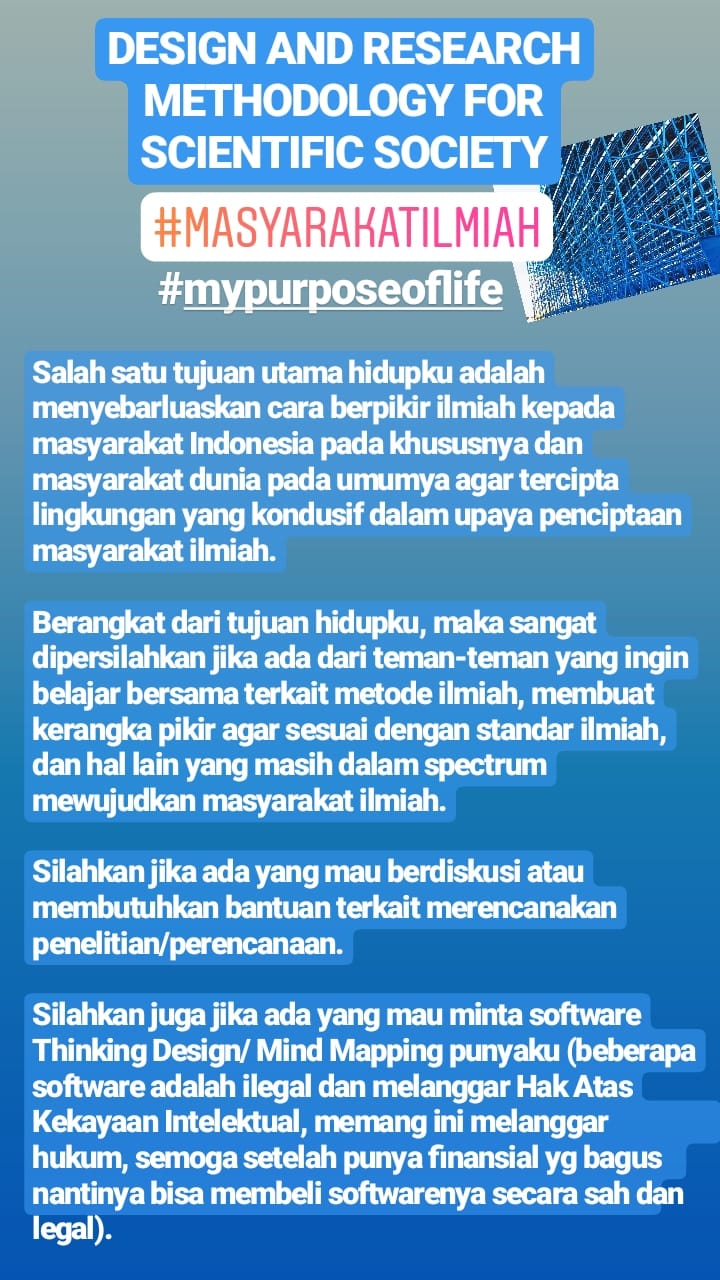 DESIGN AND RESEARCH
METHODOLOGY FOR
SCIENTIFIC SOCIETY
#MASYARAKATILMIAH
#mypurposeoflife
Salah satu tujuan utama hidupku adalah
menyebarluaskan cara berpikir ilmiah kepada
masyarakat Indonesia pada khususnya dan
masyarakat dunia pada umumya agar tercipta
lingkungan yang kondusif dalam upaya penciptaan
masyarakat ilmiah.
Berangkat dari tujuan hidupku, maka sangat
dipersilahkan jika ada dari teman-teman yang ingin
belajar bersama terkait metode ilmiah, membuat
kerangka pikir agar sesuai dengan standar ilmiah,
dan hal lain yang masih dalam spectrum
mewujudkan masyarakat ilmiah.
Silahkan jika ada yang mau berdiskusi atau
membutuhkan bantuan terkait merencanakan
penelitian/perencanaan.
Silahkan juga jika ada yang mau minta software
Thinking Design/ Mind Mapping punyaku (beberapa
software adalah ilegal dan melanggar Hak Atas
Kekayaan Intelektual, memang ini melanggar
hukum, semoga setelah punya finansial yg bagus
nantinya bisa membeli softwarenya secara sah dan
legal).